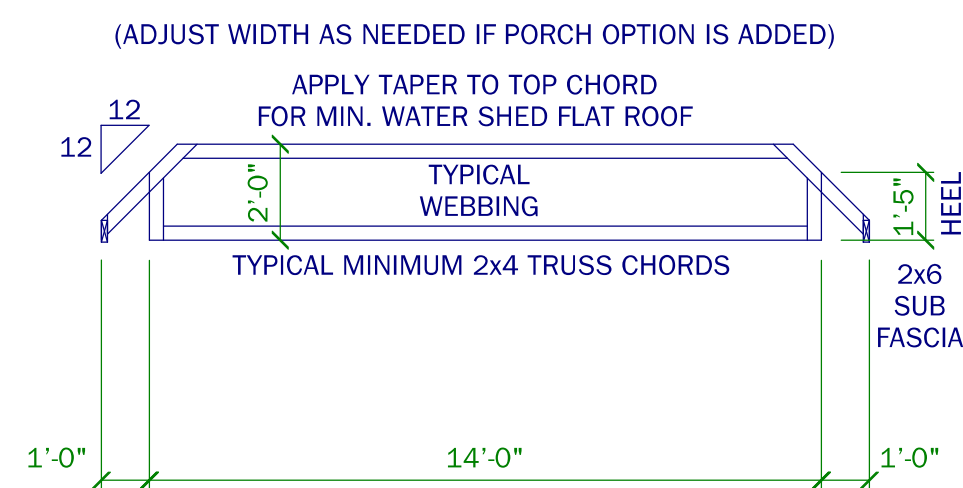 (ADJUST WIDTH AS NEEDED IF PORCH OPTION IS ADDED)
APPLY TAPER TO TOP CHORD
FOR MIN. WATER SHED FLAT ROOF
12
12
2'-0"
TYPICAL
WEBBING
1'-5"
HEEL
TYPICAL MINIMUM 2x4 TRUSS CHORDS
2x6
SUB
FASCIA
1'-0"
14'-0"
1'-0"